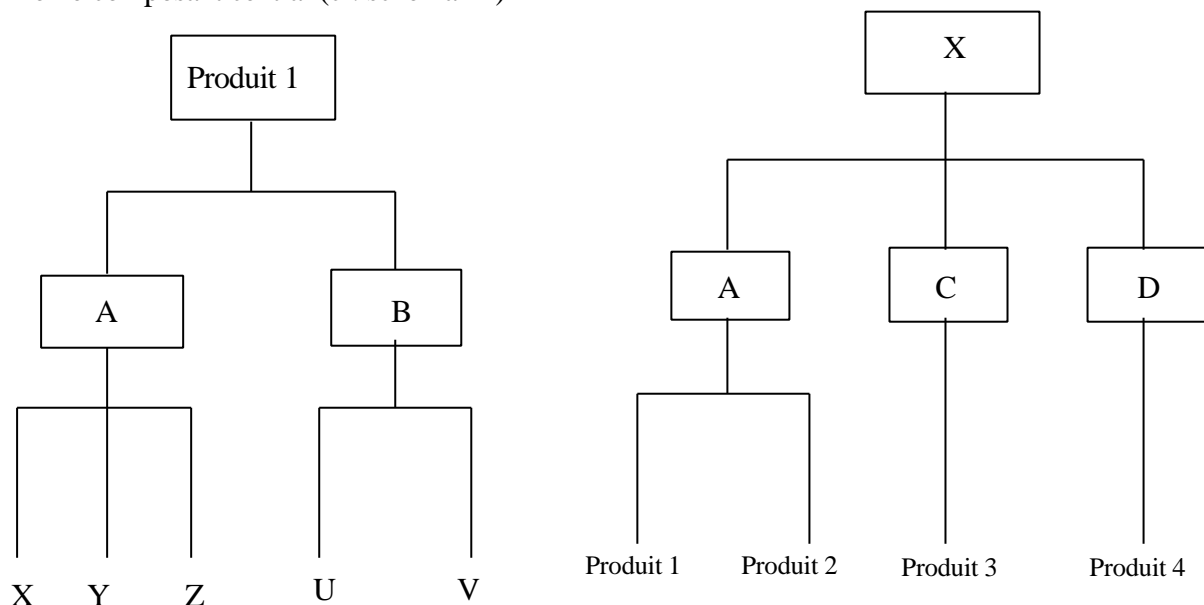 Produit 1
A
B
X Y Z U V
X
A C D
Produit 1 Produit 2 Produit 3 Produit 4